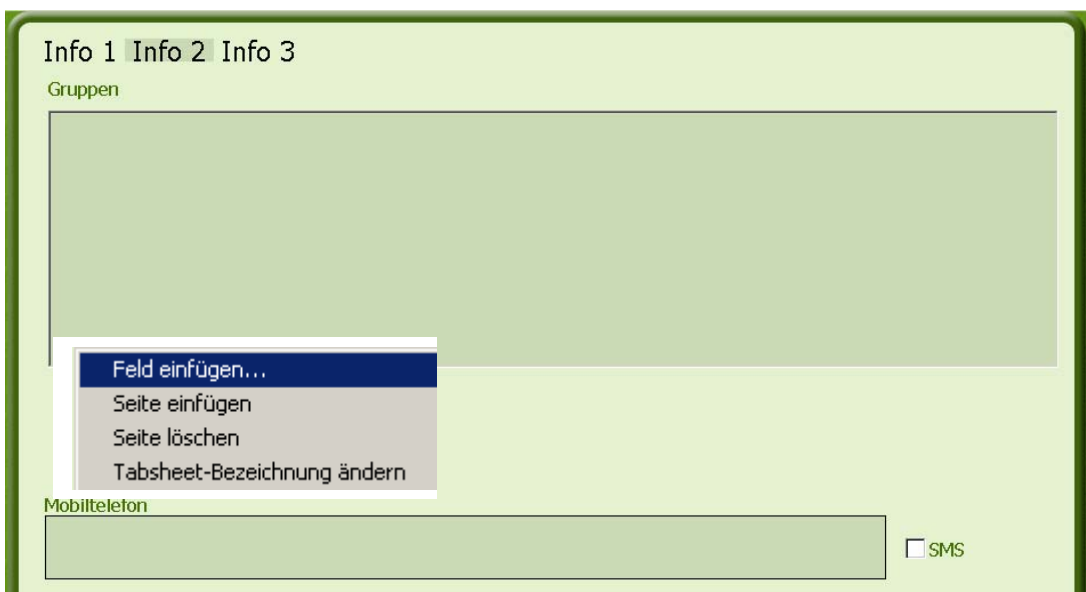 Info 1 Info 2 Info 3
Gruppen
Feld einfügen...
Seite einfügen
Seite löschen
Tabsheet-Bezeichnung ändern
Mobiltelefon
SMS